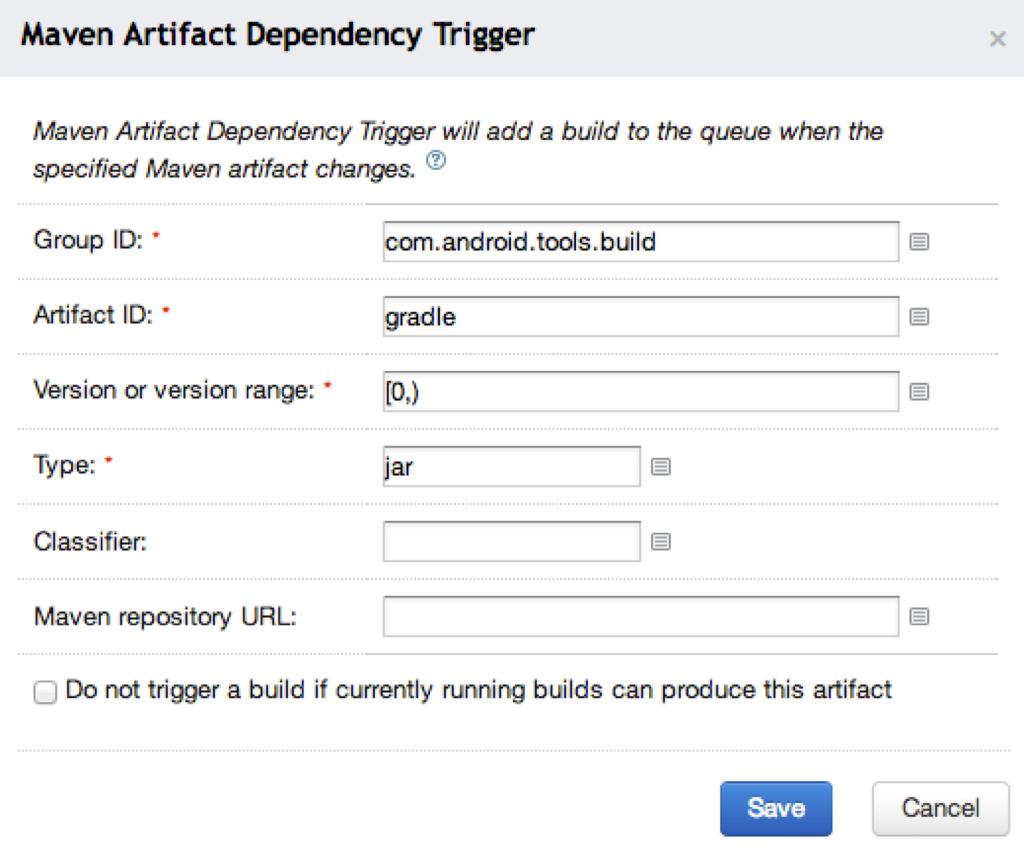 Maven Artifact Dependency Trigger
×
Maven Artifact Dependency Trigger will add a build to the queue when the
specified Maven artifact changes. ?
Group ID: * com.android.tools.build
Artifact ID: * gradle
Version or version range: * [0,)
Type: * jar
Classifier:
Maven repository URL:
Do not trigger a build if currently running builds can produce this artifact
Save Cancel